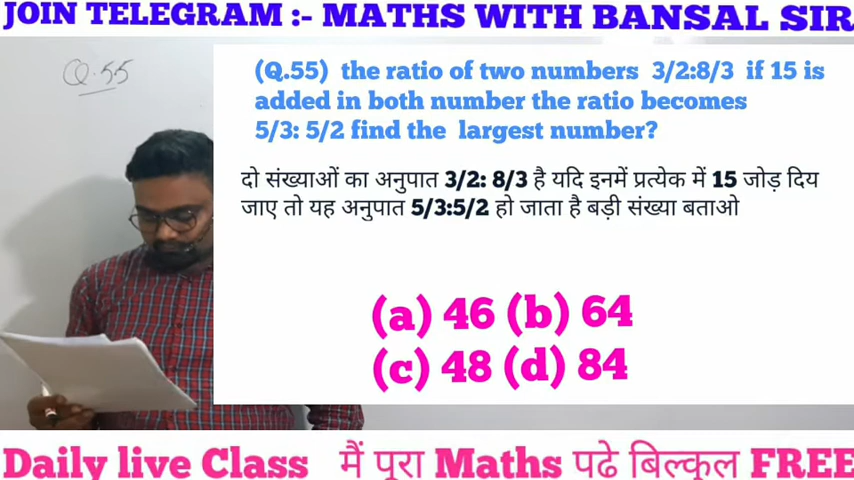 JOIN TELEGRAM :- MATHS WITH BANSAL SIR
Q.55
(Q.55) the ratio of two numbers 3/2:8/3 if 15 is
added in both number the ratio becomes
5/3: 5/2 find the largest number?
दो संख्याओं का अनुपात 3/2: 8/3 है यदि इनमें प्रत्येक में 15 जोड़ दिय
जाए तो यह अनुपात 5/3:5/2 हो जाता है बड़ी संख्या बताओ
(a) 46 (b) 64
(c) 48 (d) 84
Daily live Class में पूरा Maths पढे बिल्कुल FREE